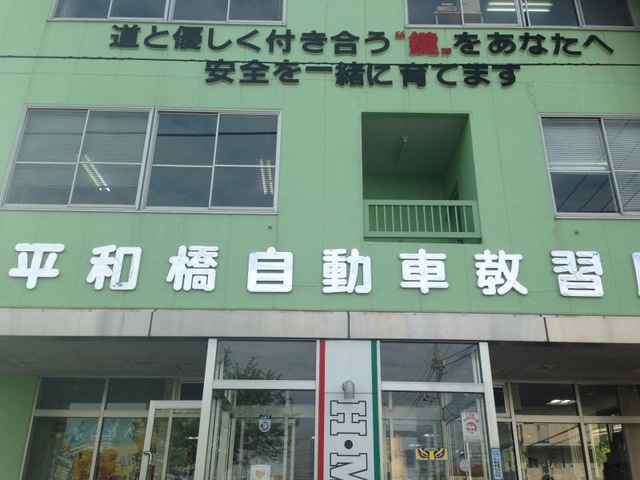 道と優しく付き合う“鍵„をあなたへ
安全を一緒に育てます
平和橋自動車教習
H・M